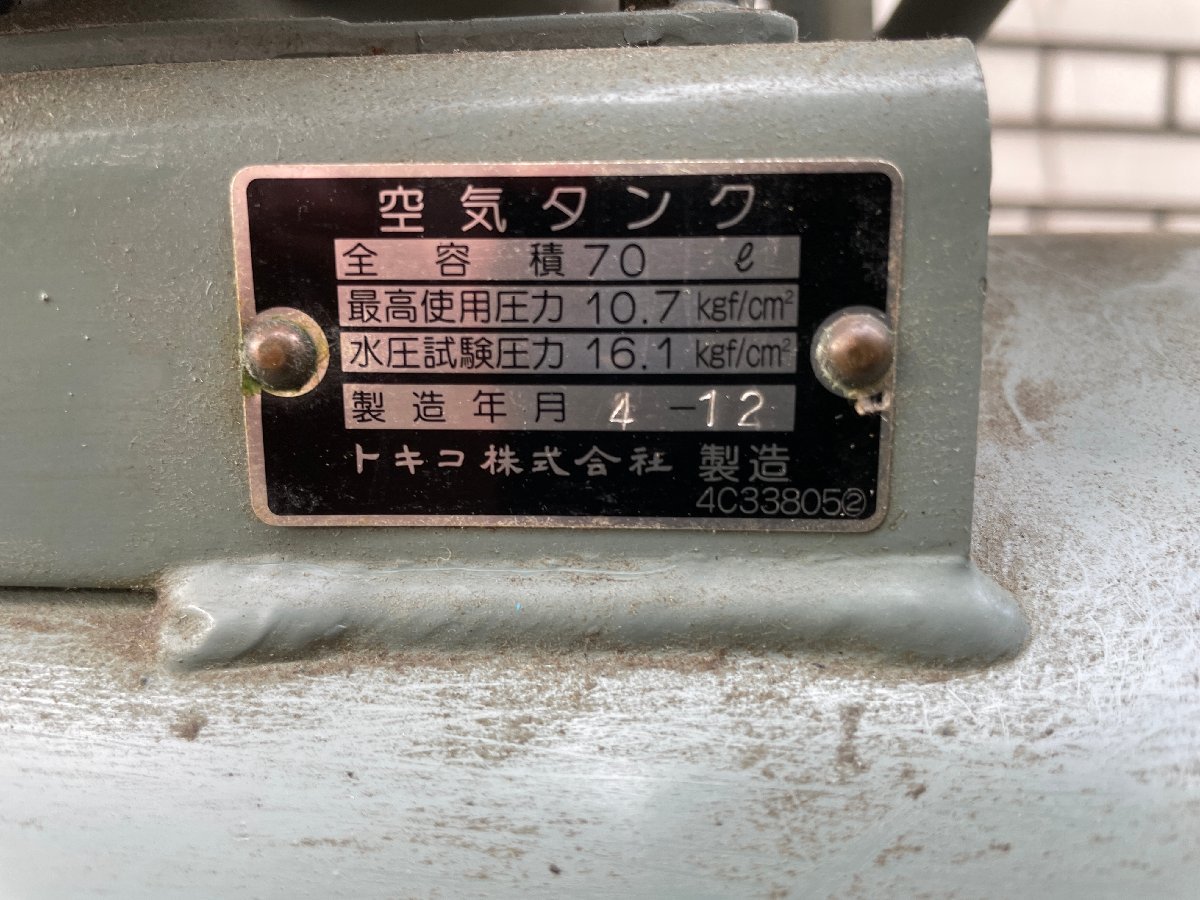 空気タンク
全容積 70 ℓ
最高使用圧力 10.7 kgf/cm²
水圧試験圧力 16.1 kgf/cm²
製造年月 4-12
トキコ株式会社 製造
4C33805②